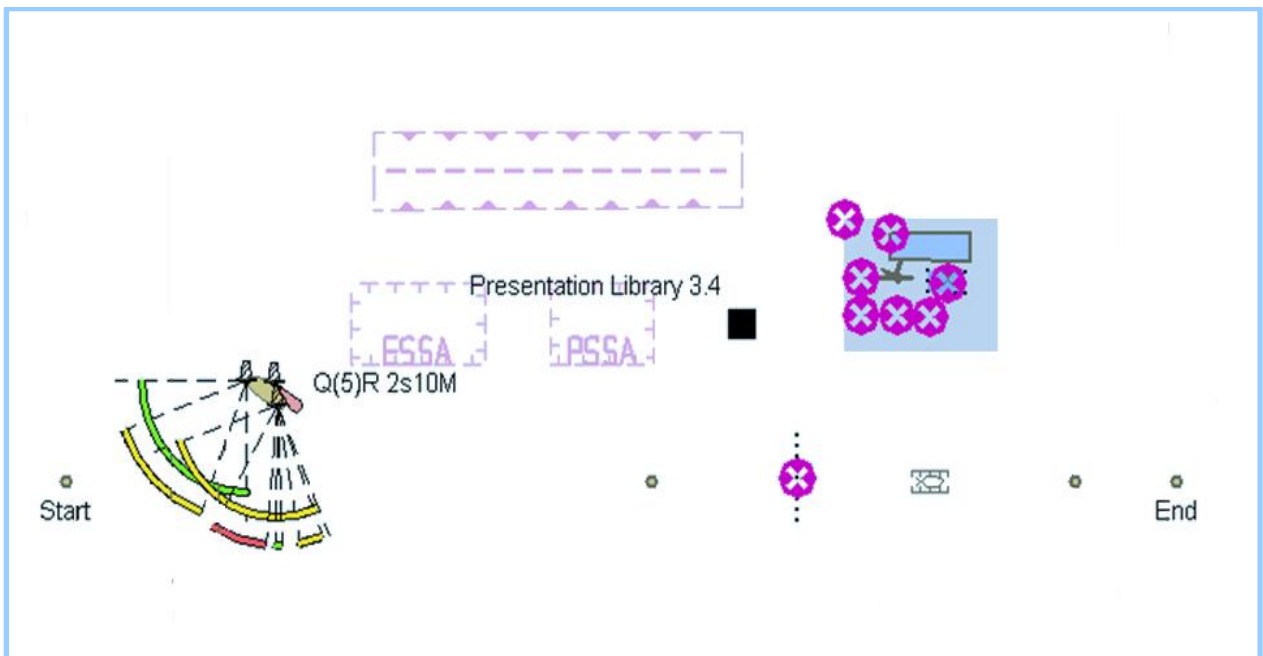 Presentation Library 3.4
ESSA
PSSA
Q(5)R 2s10M
Start
End